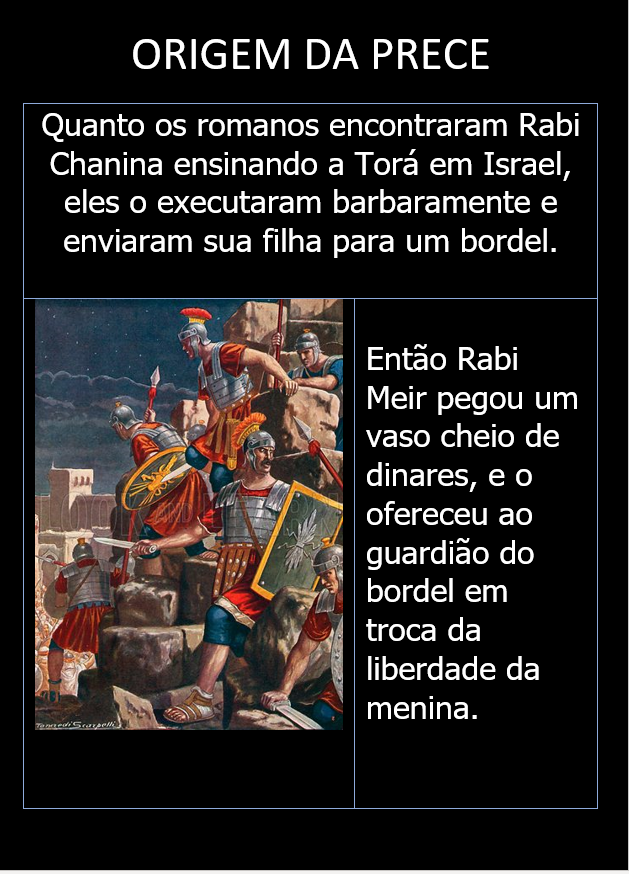 ORIGEM DA PRECE
Quanto os romanos encontraram Rabi
Chanina ensinando a Torá em Israel,
eles o executaram barbaramente e
enviaram sua filha para um bordel.
Então Rabi
Meir pegou um
vaso cheio de
dinares, e o
ofereceu ao
guardião do
bordel em
troca da
liberdade da
menina.
AND
Tancredi Scarpelli